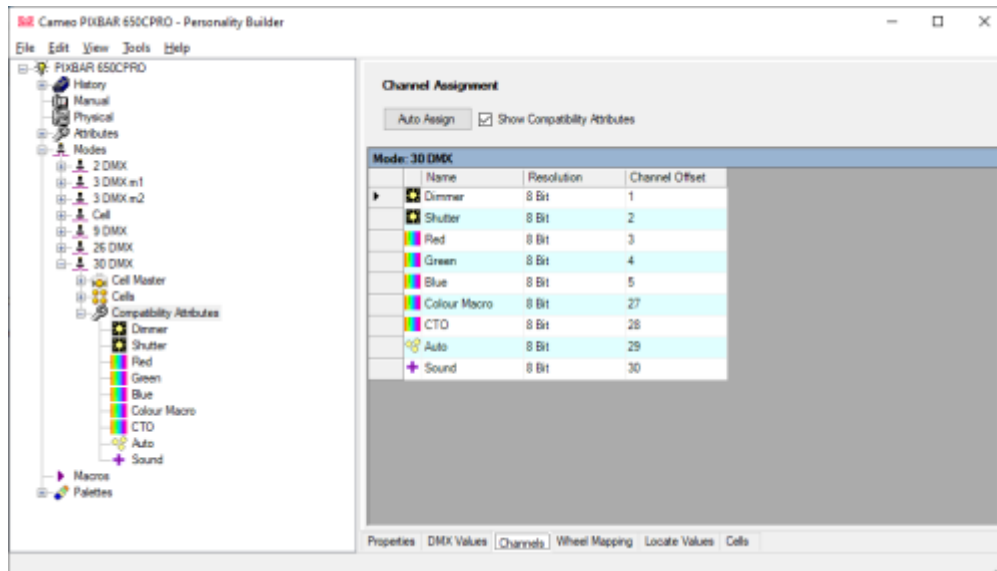 Cameo PIXBAR 650CPRO - Personality Builder
File Edit View Tools Help
PIXBAR 650CPRO
History
Manual
Physical
Attributes
Modes
2 DMX
3 DMX m1
3 DMX m2
Cell
9 DMX
26 DMX
30 DMX
Cell Master
Cells
Compatibility Attributes
Dimmer
Shutter
Red
Green
Blue
Colour Macro
CTO
Auto
Sound
Macros
Palettes
Channel Assignment
Auto Assign Show Compatibility Attributes
Mode: 30 DMX
Name Resolution Channel Offset
Dimmer 8 Bit 1
Shutter 8 Bit 2
Red 8 Bit 3
Green 8 Bit 4
Blue 8 Bit 5
Colour Macro 8 Bit 27
CTO 8 Bit 28
Auto 8 Bit 29
Sound 8 Bit 30
Properties DMX Values Channels Wheel Mapping Locate Values Cells